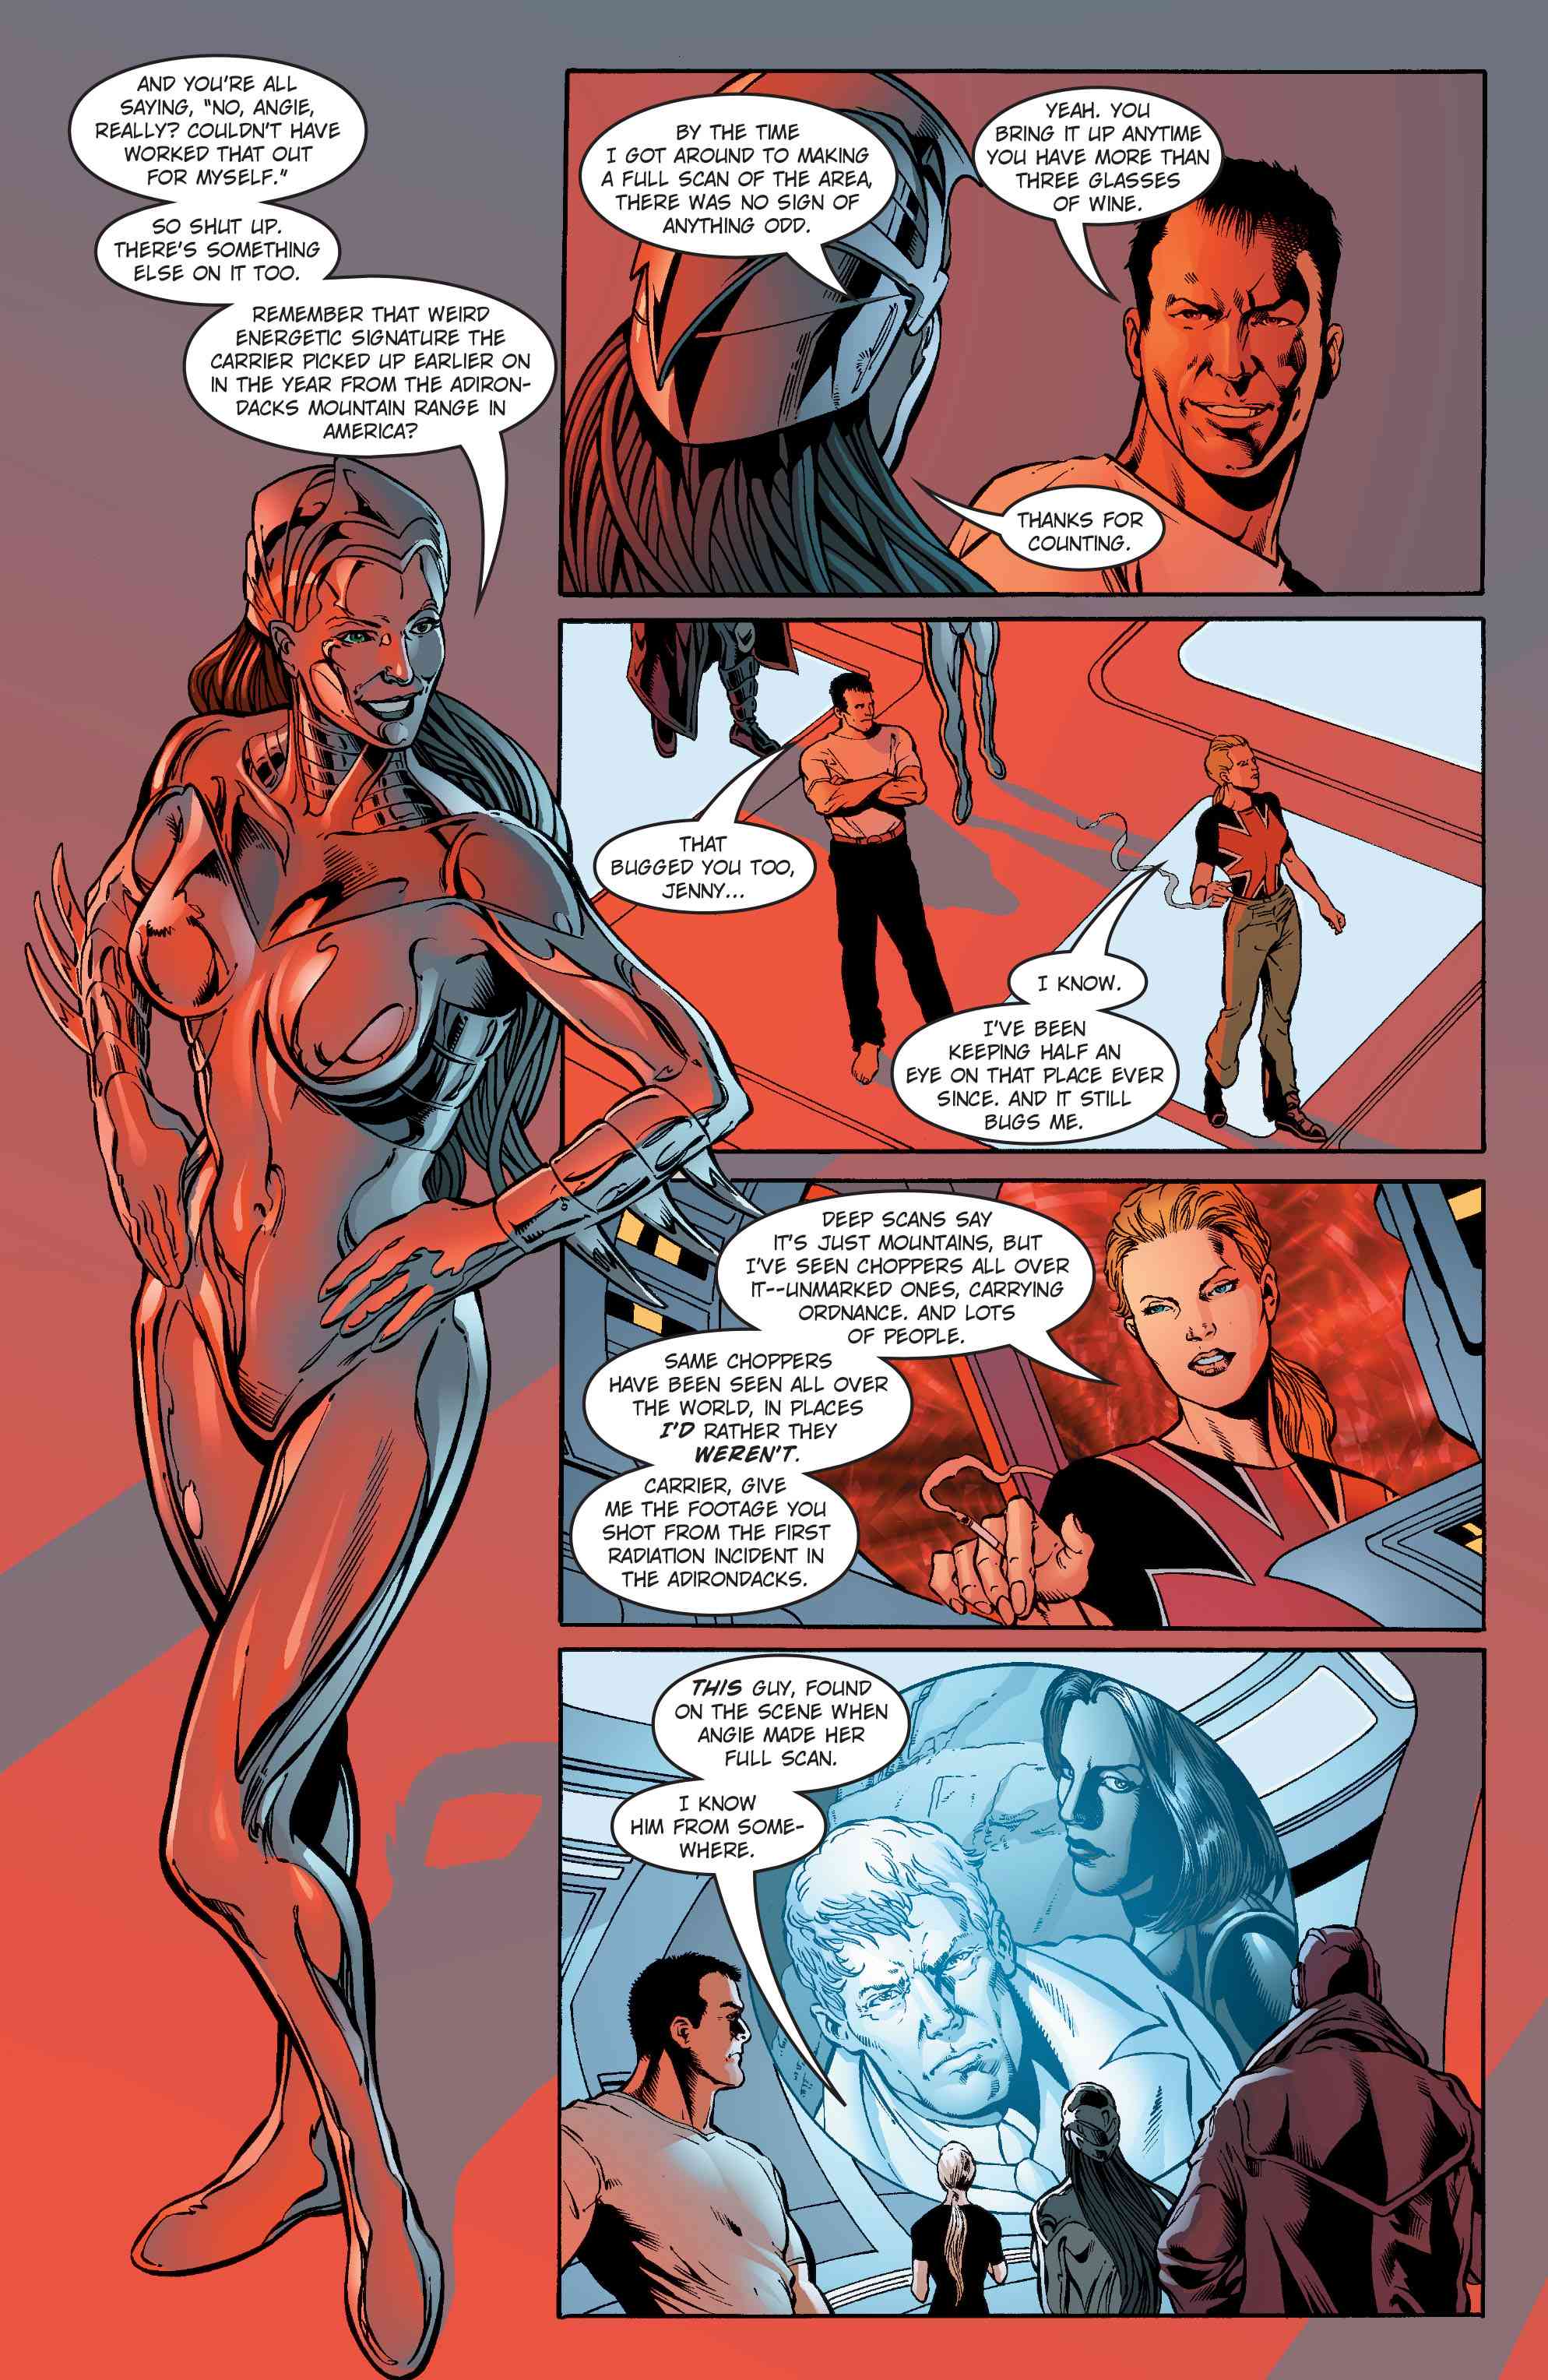 AND YOU'RE ALL
SAYING, "NO, ANGIE,
REALLY? COULDN'T HAVE
WORKED THAT OUT
FOR MYSELF."
SO SHUT UP.
THERE'S SOMETHING
ELSE ON IT TOO.
REMEMBER THAT WEIRD
ENERGETIC SIGNATURE THE
CARRIER PICKED UP EARLIER ON
IN THE YEAR FROM THE ADIRON-
DACKS MOUNTAIN RANGE IN
AMERICA?
BY THE TIME
I GOT AROUND TO MAKING
A FULL SCAN OF THE AREA,
THERE WAS NO SIGN OF
ANYTHING ODD.
YEAH. YOU
BRING IT UP ANYTIME
YOU HAVE MORE THAN
THREE GLASSES
OF WINE.
THANKS FOR
COUNTING.
THAT
BUGGED YOU TOO,
JENNY...
I KNOW.
I'VE BEEN
KEEPING HALF AN
EYE ON THAT PLACE EVER
SINCE. AND IT STILL
BUGS ME.
DEEP SCANS SAY
IT'S JUST MOUNTAINS, BUT
I'VE SEEN CHOPPERS ALL OVER
IT--UNMARKED ONES, CARRYING
ORDNANCE. AND LOTS
OF PEOPLE.
SAME CHOPPERS
HAVE BEEN SEEN ALL OVER
THE WORLD, IN PLACES
I'D RATHER THEY
WEREN'T.
CARRIER, GIVE
ME THE FOOTAGE YOU
SHOT FROM THE FIRST
RADIATION INCIDENT IN
THE ADIRONDACKS.
THIS GUY, FOUND
ON THE SCENE WHEN
ANGIE MADE HER
FULL SCAN.
I KNOW
HIM FROM SOME-
WHERE.